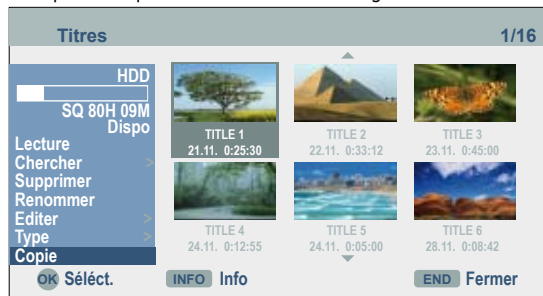 Titres 1/16
HDD
SQ 80H 09M
Dispo
Lecture
Chercher >
Supprimer
Renommer
Editer >
Type >
Copie
TITLE 1
21.11. 0:25:30
TITLE 2
22.11. 0:33:12
TITLE 3
23.11. 0:45:00
TITLE 4
24.11. 0:12:55
TITLE 5
24.11. 0:05:00
TITLE 6
28.11. 0:08:42
OK Séléct. INFO Info END Fermer